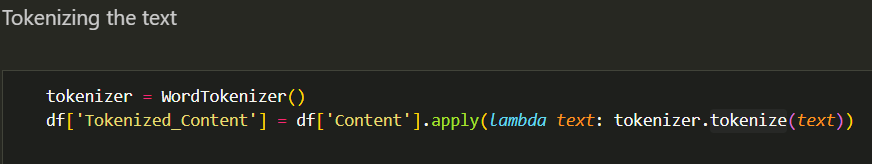 Tokenizing the text
tokenizer = WordTokenizer()
df['Tokenized_Content'] = df['Content'].apply(lambda text: tokenizer.tokenize(text))